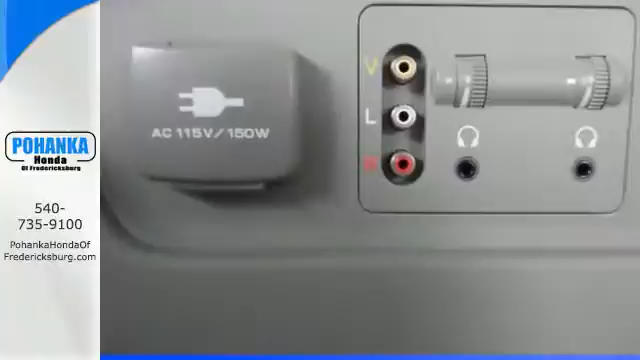 POHANKA
Honda
Of Fredericksburg
540-
735-9100
PohankaHondaOf
Fredericksburg.com
AC 115V/150W
V
L
R